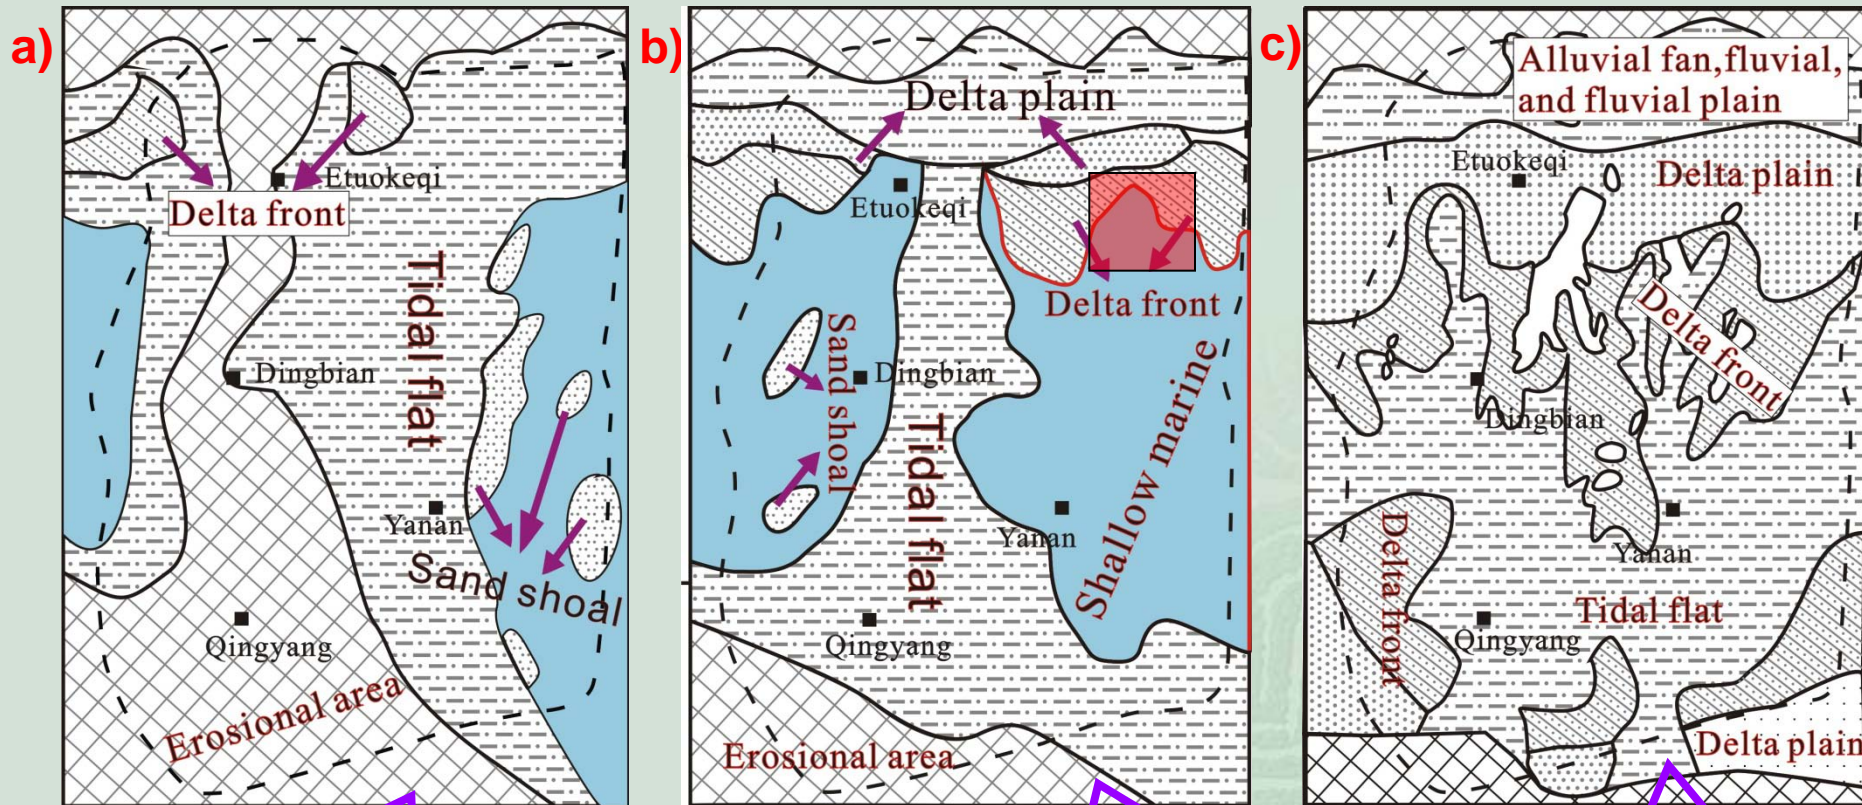 a)
Etuokeqi
Delta front
Tidal flat
Dingbian
Yanan
Sand shoal
Qingyang
Erosional area
b)
Delta plain
Etuokeqi
Delta front
Sand shoal
Dingbian
Tidal flat
Shallow marine
Yanan
Qingyang
Erosional area
c)
Alluvial fan, fluvial,
and fluvial plain
Etuokeqi
Delta plain
Delta front
Dingbian
Delta front
Yanan
Tidal flat
Qingyang
Delta plain